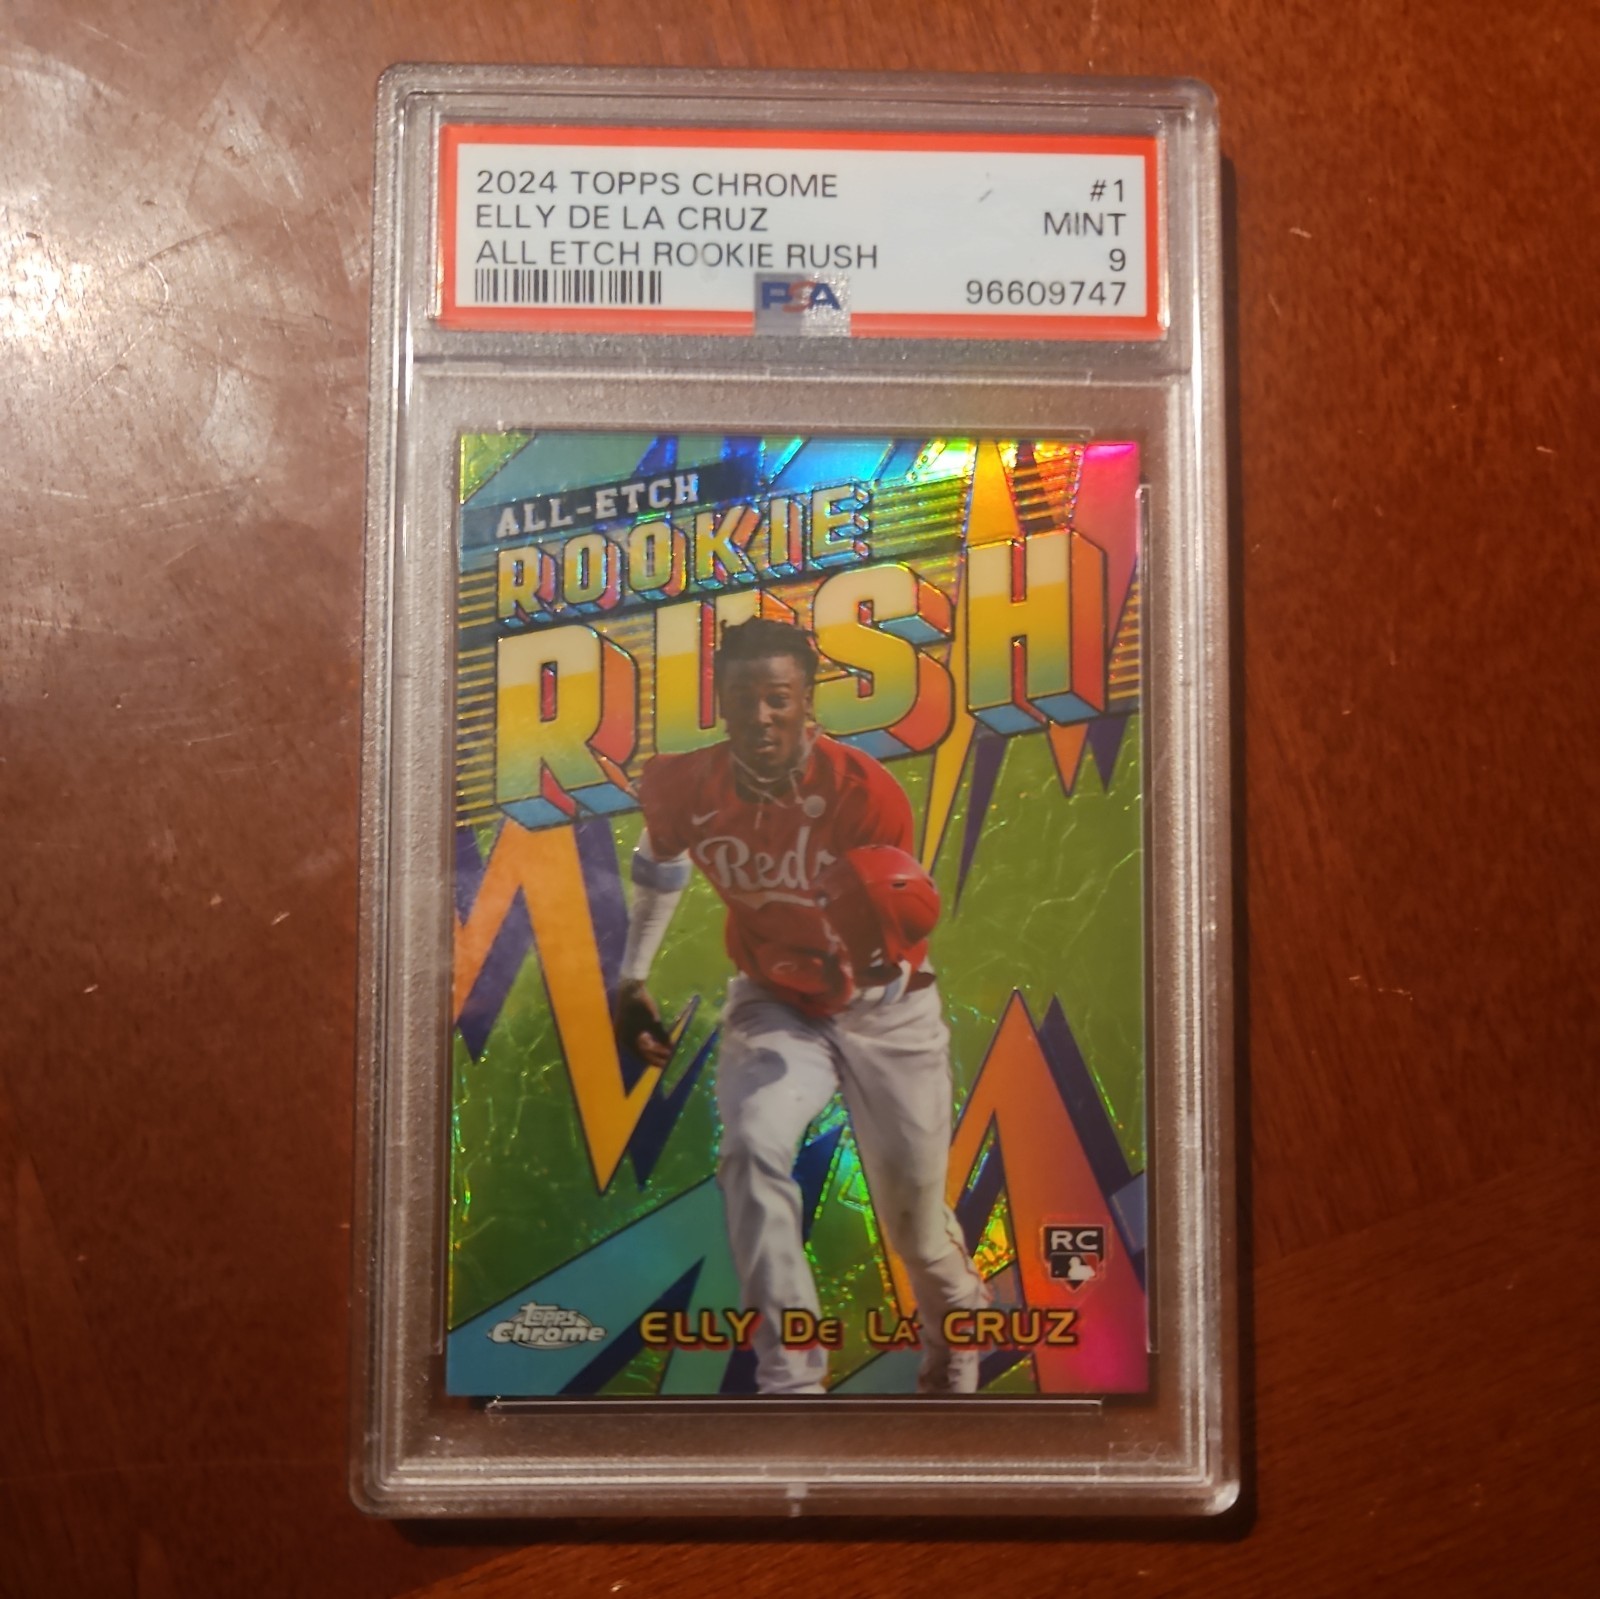 2024 TOPPS CHROME #1
ELLY DE LA CRUZ MINT
ALL ETCH ROOKIE RUSH 9
PSA 96609747
ALL-ETCH
ROOKIE
RUSH
Reds
RC
Topps
Chrome
ELLY De La CRUZ
PSA